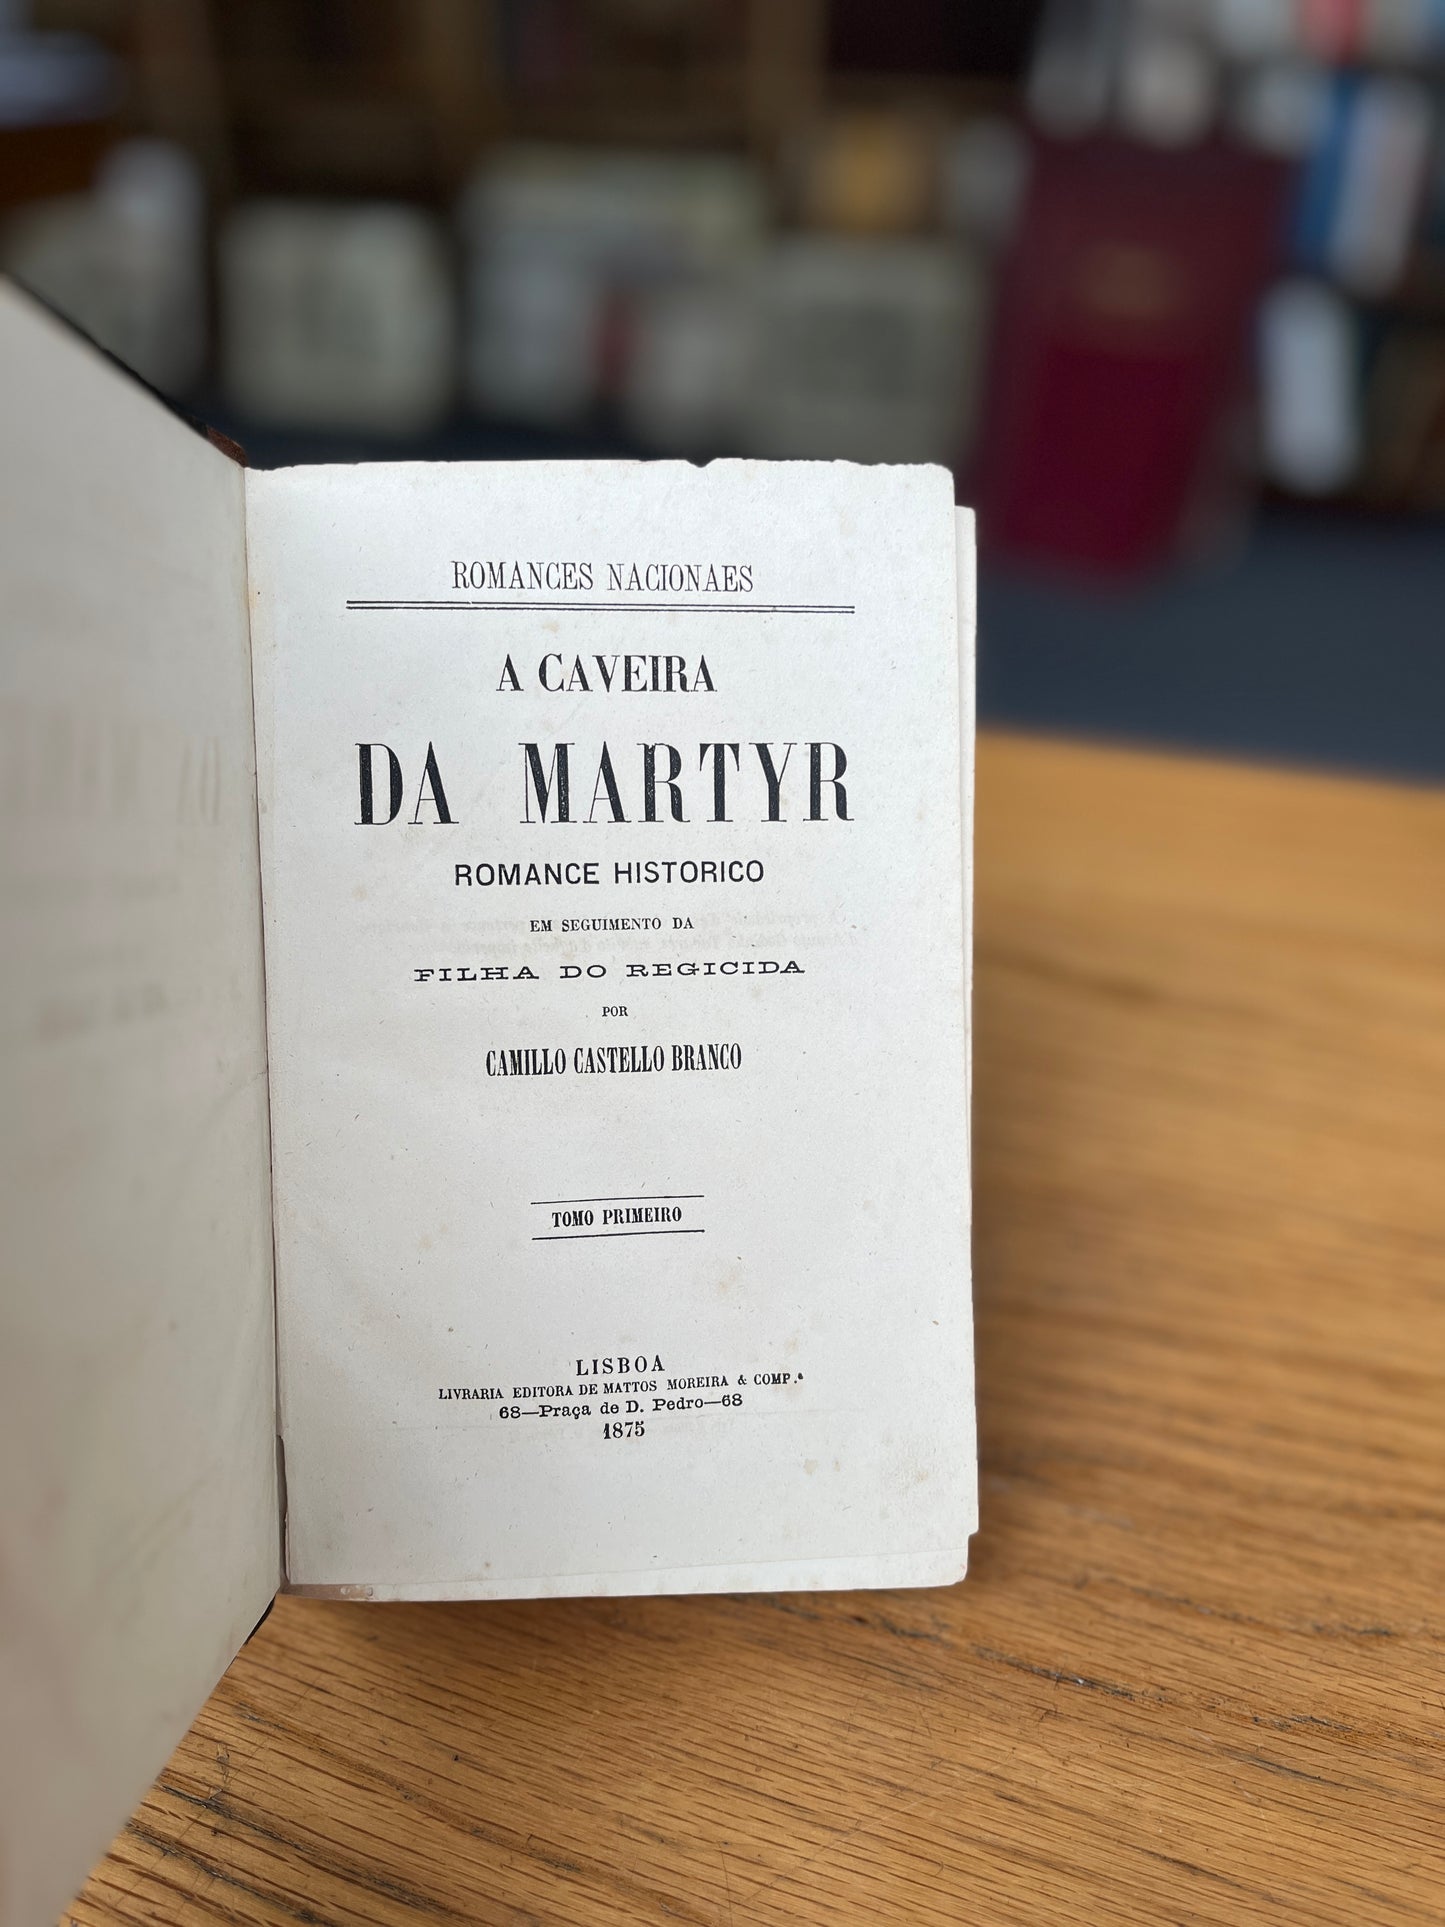 ROMANCES NACIONAES
A CAVEIRA
DA MARTYR
ROMANCE HISTORICO
EM SEGUIMENTO DA
FILHA DO REGICIDA
POR
CAMILLO CASTELLO BRANCO
TOMO PRIMEIRO
LISBOA
LIVRARIA EDITORA DE MATTOS MOREIRA & COMP.ª
68—Praça de D. Pedro—68
1875